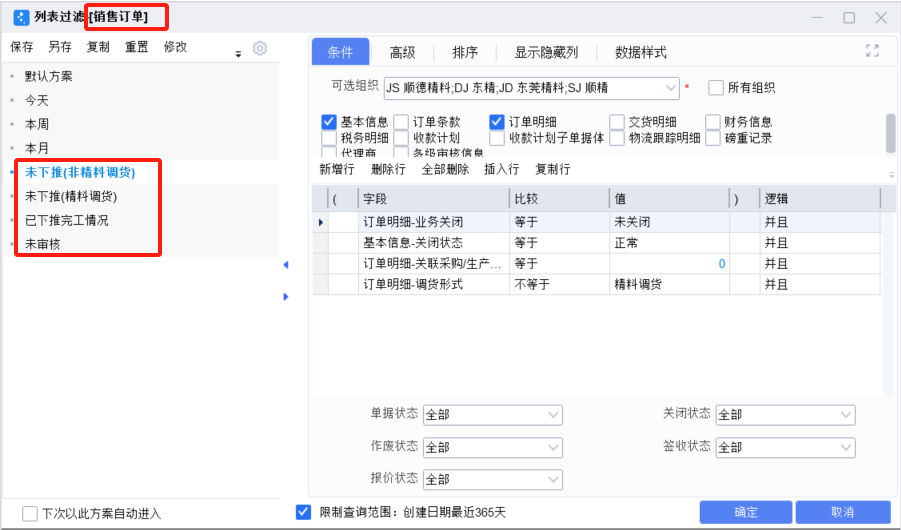 列表过滤-[销售订单]
保存 另存 复制 重置 修改
默认方案
今天
本周
本月
未下推(非精料调货)
未下推(精料调货)
已下推完工情况
未审核
下次以此方案自动进入
条件 高级 排序 显示隐藏列 数据样式
可选组织 JS 顺德精料;DJ 东精;JD 东莞精料;SJ 顺精 * 所有组织
基本信息 订单条款 订单明细 交货明细 财务信息
税务明细 收款计划 收款计划子单据体 物流跟踪明细 磅重记录
代理商 各级审核信息
新增行 删除行 全部删除 插入行 复制行
( 字段 比较 值 ) 逻辑
订单明细-业务关闭 等于 未关闭 并且
基本信息-关闭状态 等于 正常 并且
订单明细-关联采购/生产... 等于 0 并且
订单明细-调货形式 不等于 精料调货 并且
单据状态 全部 关闭状态 全部
作废状态 全部 签收状态 全部
报价状态 全部
限制查询范围：创建日期最近365天
确定 取消